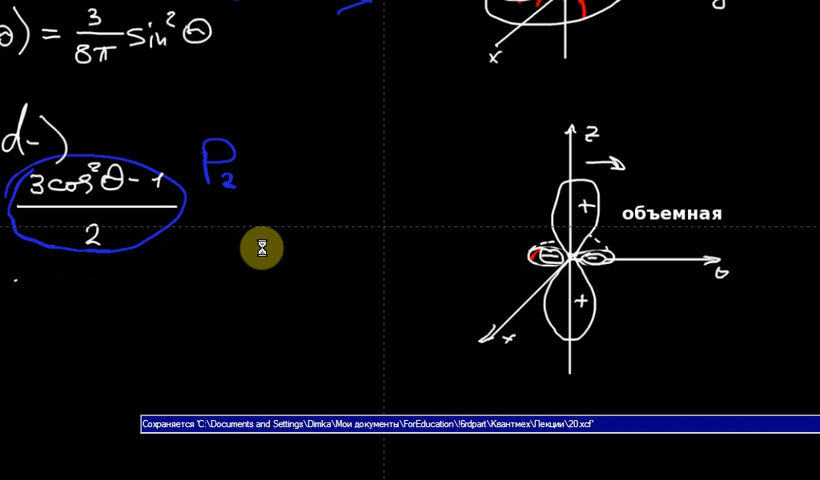 θ) = 3/8π sin² θ
x
d-)
3cos²θ-1
2
P₂
z
+
объемная
- -
+
x
Сохраняется 'C:\Documents and Settings\Dimka\Мои документы\ForEducation\!6rdpart\Квантмех\Лекции\20.xcf'